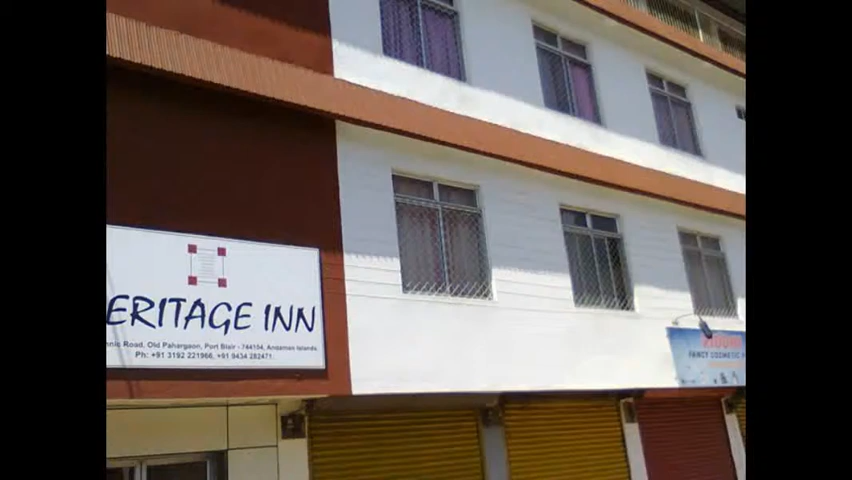 ERITAGE INN
nic Road, Old Pahargaon, Port Blair - 744104, Andaman Islands
Ph: +91 3192 221966, +91 9434 282471
FANCY COSMETIC